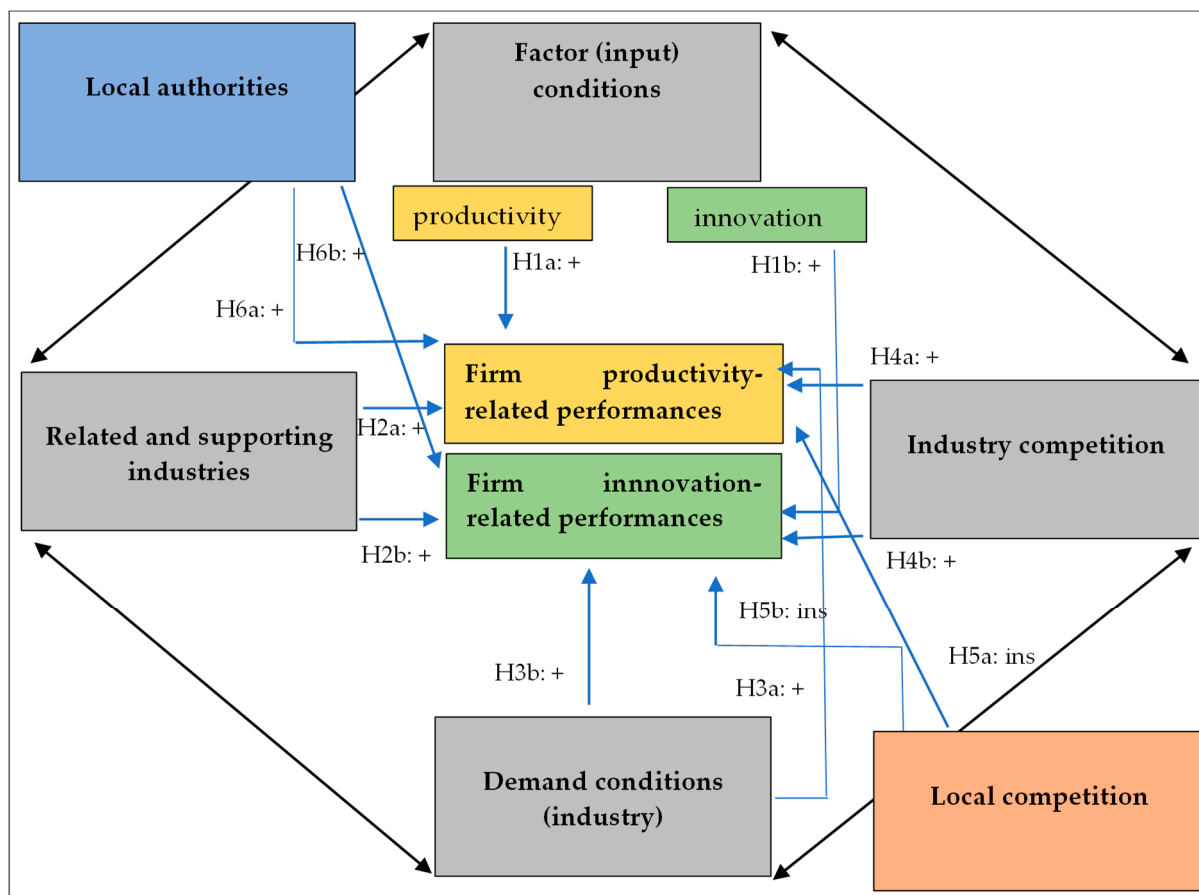 Local authorities
Factor (input)
conditions
productivity
innovation
H6b: +
H1a: +
H1b: +
H6a: +
Firm productivity-
related performances
H4a: +
Related and supporting
industries
H2a: +
Industry competition
Firm innnovation-
related performances
H2b: +
H4b: +
H5b: ins
H3b: +
H3a: +
H5a: ins
Demand conditions
(industry)
Local competition